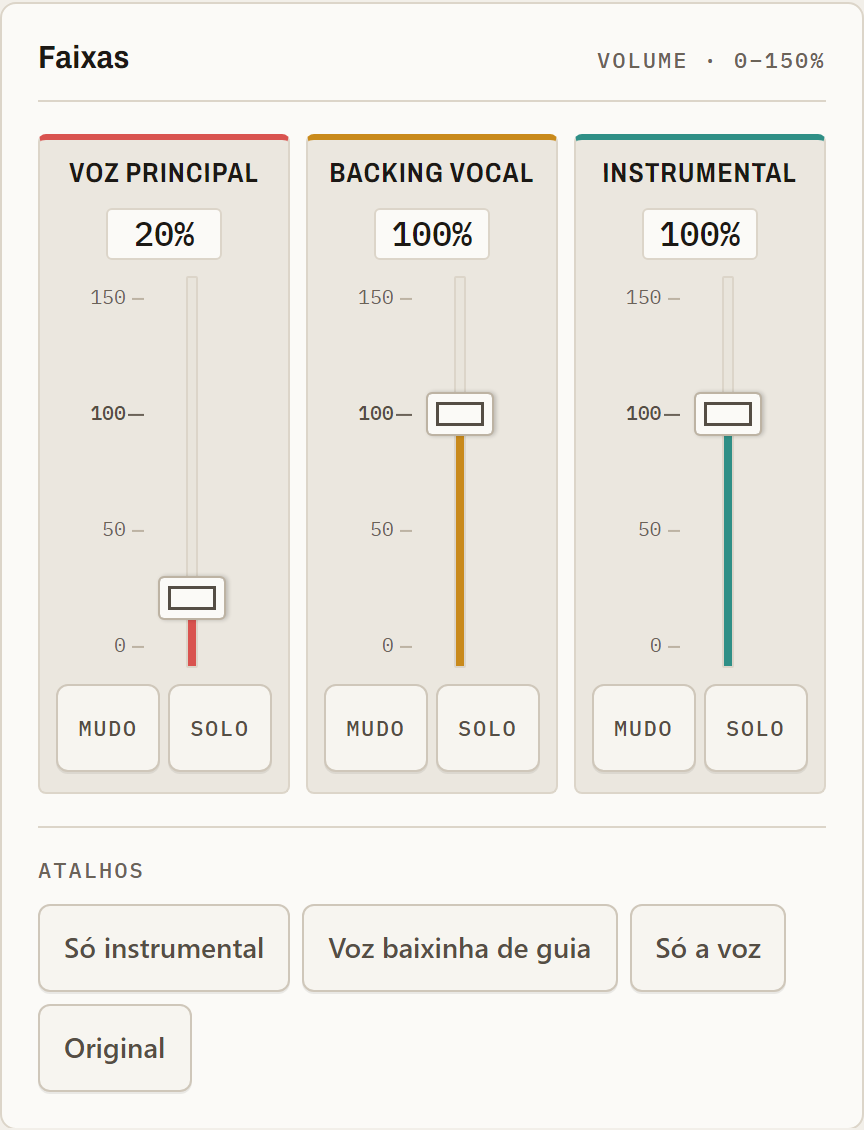 Faixas
VOLUME · 0–150%
VOZ PRINCIPAL
20%
150
100
50
0
MUDO
SOLO
BACKING VOCAL
100%
150
100
50
0
MUDO
SOLO
INSTRUMENTAL
100%
150
100
50
0
MUDO
SOLO
ATALHOS
Só instrumental
Voz baixinha de guia
Só a voz
Original